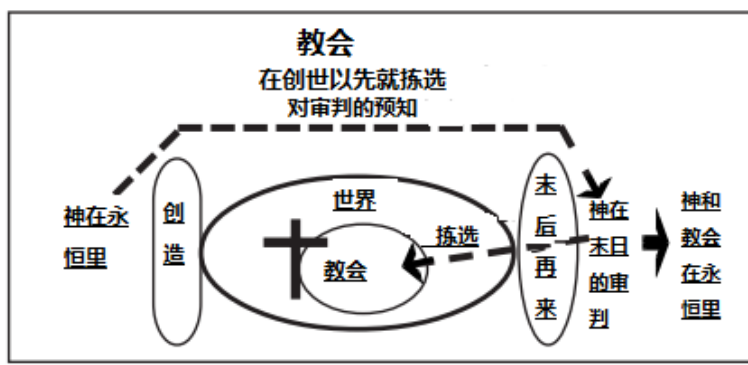 教会
在创世以先就拣选
对审判的预知
神在永
恒里
创
造
世界
教会
拣选
末
后
再
来
神在
末日
的审
判
神和
教会
在永
恒里